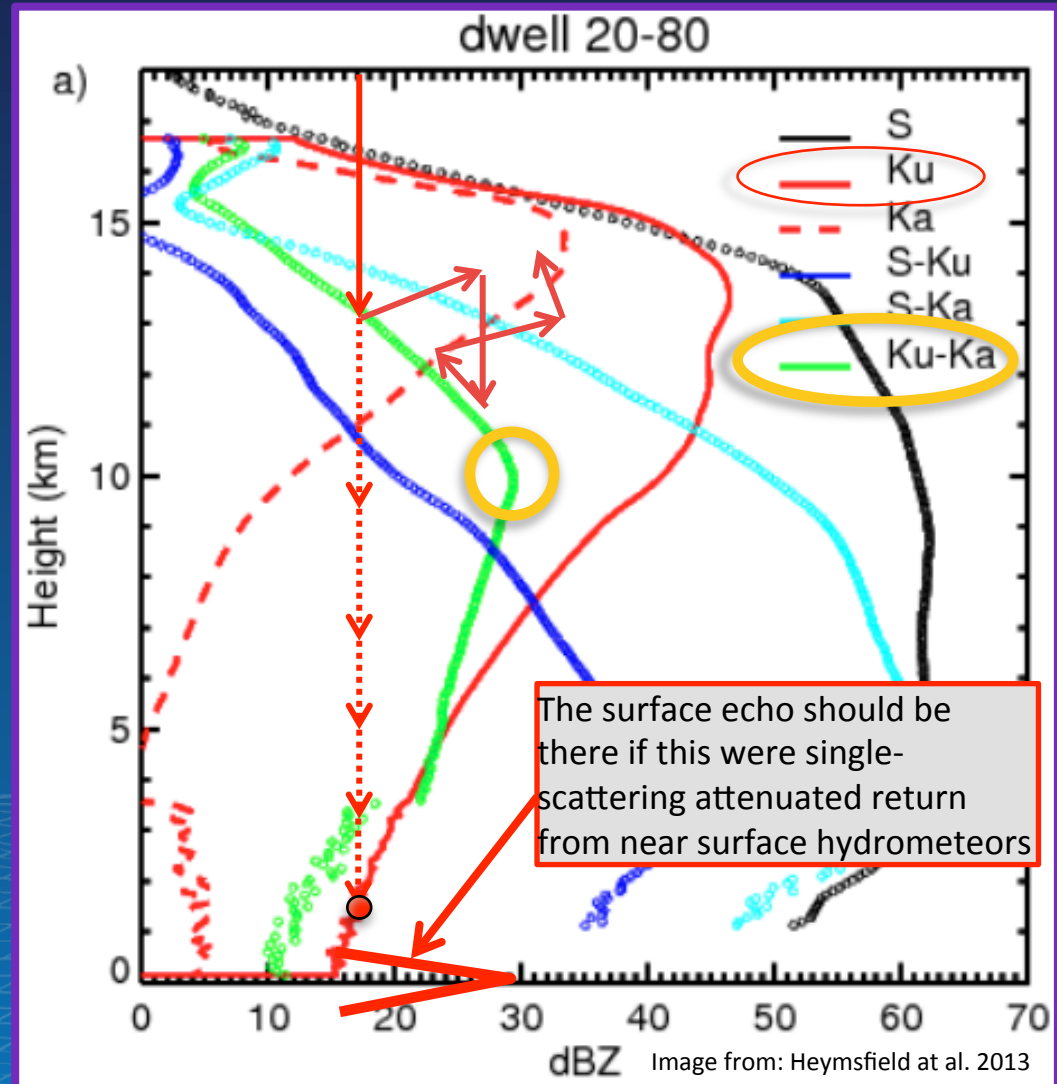 dwell 20-80
a)
S
Ku
Ka
S-Ku
S-Ka
Ku-Ka
15
10
5
0
Height (km)
The surface echo should be
there if this were single-
scattering attenuated return
from near surface hydrometeors
0 10 20 30 40 50 60 70
dBZ
Image from: Heymsfield at al. 2013